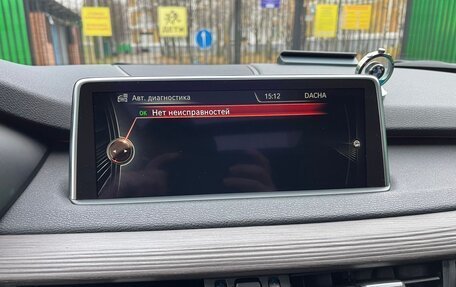 ДЕТИ
Авт. диагностика 15:12 DACHA
OK Нет неисправностей